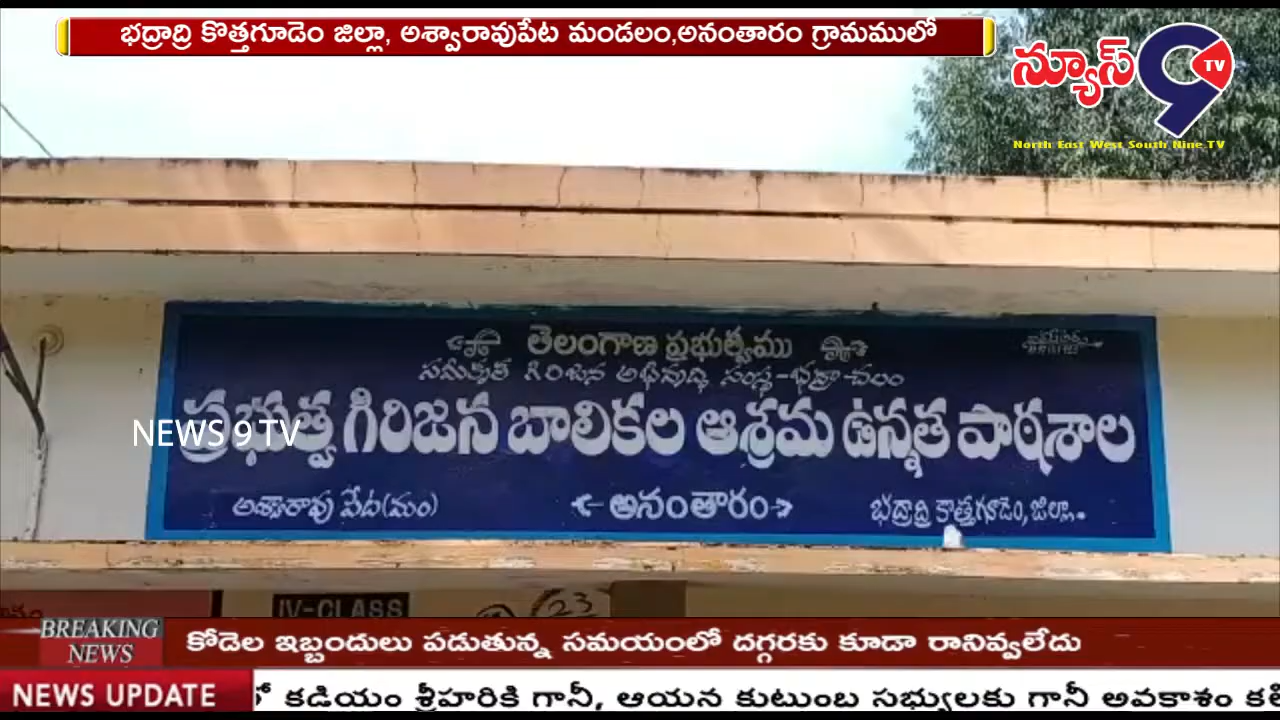 భద్రాద్రి కొత్తగూడెం జిల్లా, అశ్వారావుపేట మండలం,అనంతారం గ్రామములో
న్యూస్ 9 TV
North East West South Nine TV
తెలంగాణ ప్రభుత్వము
సమీకృత గిరిజన అభివృద్ధి సంస్థ-భద్రాచలం
ప్రభుత్వ గిరిజన బాలికల ఆశ్రమ ఉన్నత పాఠశాల
NEWS 9 TV
అశ్వారావు పేట(మం) అనంతారం భద్రాద్రి కొత్తగూడెం, జిల్లా.
IV-CLASS
BREAKING NEWS కోడెల ఇబ్బందులు పడుతున్న సమయంలో దగ్గరకు కూడా రానివ్వలేదు
NEWS UPDATE కడియం శ్రీహరికి గానీ, ఆయన కుటుంబ సభ్యులకు గానీ అవకాశం